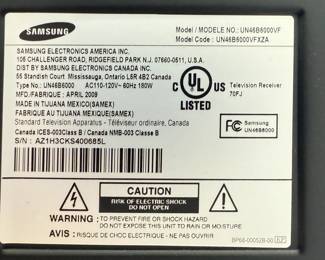 SAMSUNG
Model / MODELE NO.: UN46B6000VF
Model Code : UN46B6000VFXZA
SAMSUNG ELECTRONICS AMERICA INC.
105 CHALLENGER ROAD, RIDGEFIELD PARK N.J. 07660-0511, U.S.A.
DIST BY SAMSUNG ELECTRONICS CANADA INC.
55 Standish Court Mississauga, Ontario L5R 4B2 Canada
Type No.: UN46B6000 AC110-120V~ 60Hz 180W
MFD / FABRICATION : APRIL 2009
MADE IN TIJUANA MEXICO(SAMEX)
FABRIQUE AU TIJUANA MEXIQUE(SAMEX)
Standard Television Apparatus - Téléviseur ordinaire, Canada
Canada ICES-003Class B / Canada NMB-003 Classe B
S/N : AZ1H3CKS400685L
C UL US
LISTED
Television Receiver
70FJ
FC Samsung
UN46B6000
CAUTION
RISK OF ELECTRIC SHOCK
DO NOT OPEN
WARNING : TO PREVENT FIRE OR SHOCK HAZARD
DO NOT EXPOSE THIS UNIT TO RAIN OR MOISTURE.
AVIS : RISQUE DE CHOC ELECTRIQUE - NE PAS OUVRIR
BP68-00052B-00